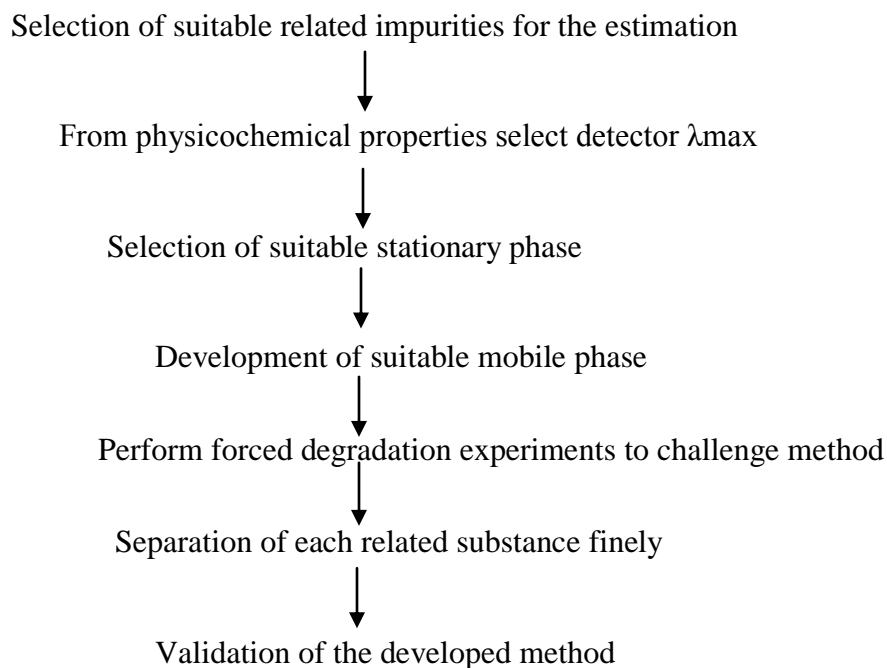 Selection of suitable related impurities for the estimation
From physicochemical properties select detector λmax
Selection of suitable stationary phase
Development of suitable mobile phase
Perform forced degradation experiments to challenge method
Separation of each related substance finely
Validation of the developed method